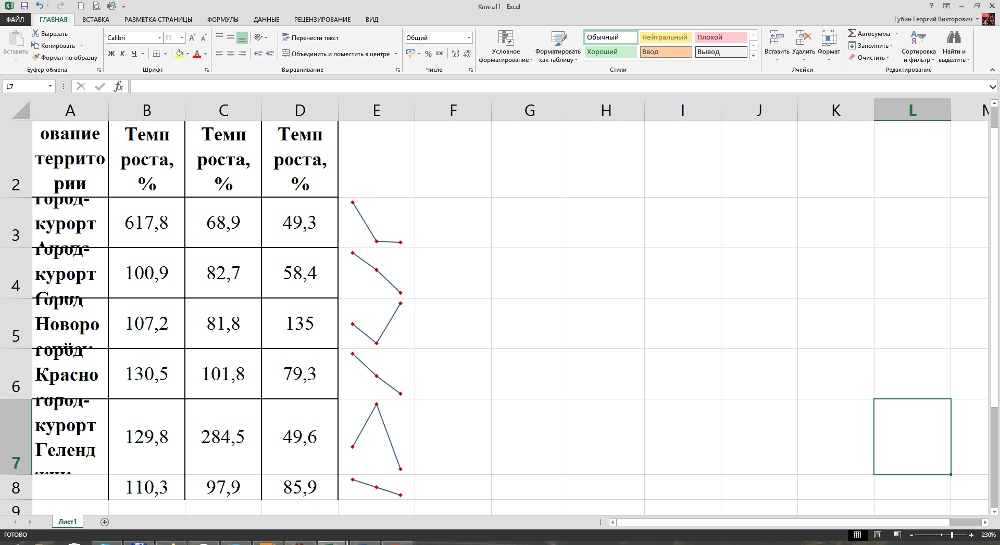 Книга11 - Excel
ФАЙЛ ГЛАВНАЯ ВСТАВКА РАЗМЕТКА СТРАНИЦЫ ФОРМУЛЫ ДАННЫЕ РЕЦЕНЗИРОВАНИЕ ВИД Губин Георгий Викторович
Вставить
Вырезать
Копировать
Формат по образцу
Буфер обмена
Calibri 11
Ж К Ч
Шрифт
Перенести текст
Объединить и поместить в центре
Выравнивание
Общий
% 000
Число
Условное форматирование
Форматировать как таблицу
Обычный Нейтральный Плохой
Хороший Ввод Вывод
Стили
Вставить Удалить Формат
Ячейки
Автосумма
Заполнить
Очистить
Сортировка и фильтр
Найти и выделить
Редактирование
L7 fx
A B C D E F G H I J K L
2 ование территории Темп роста, % Темп роста, % Темп роста, %
3 город-курорт 617,8 68,9 49,3
4 город-курорт 100,9 82,7 58,4
5 Город Новоро 107,2 81,8 135
6 город Красно 130,5 101,8 79,3
7 город-курорт Геленд 129,8 284,5 49,6
8 110,3 97,9 85,9
9
Лист1
ГОТОВО 230%